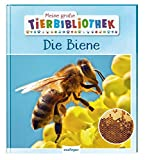 Meine große
TIERBIBLIOTHEK
Die Biene
esslinger